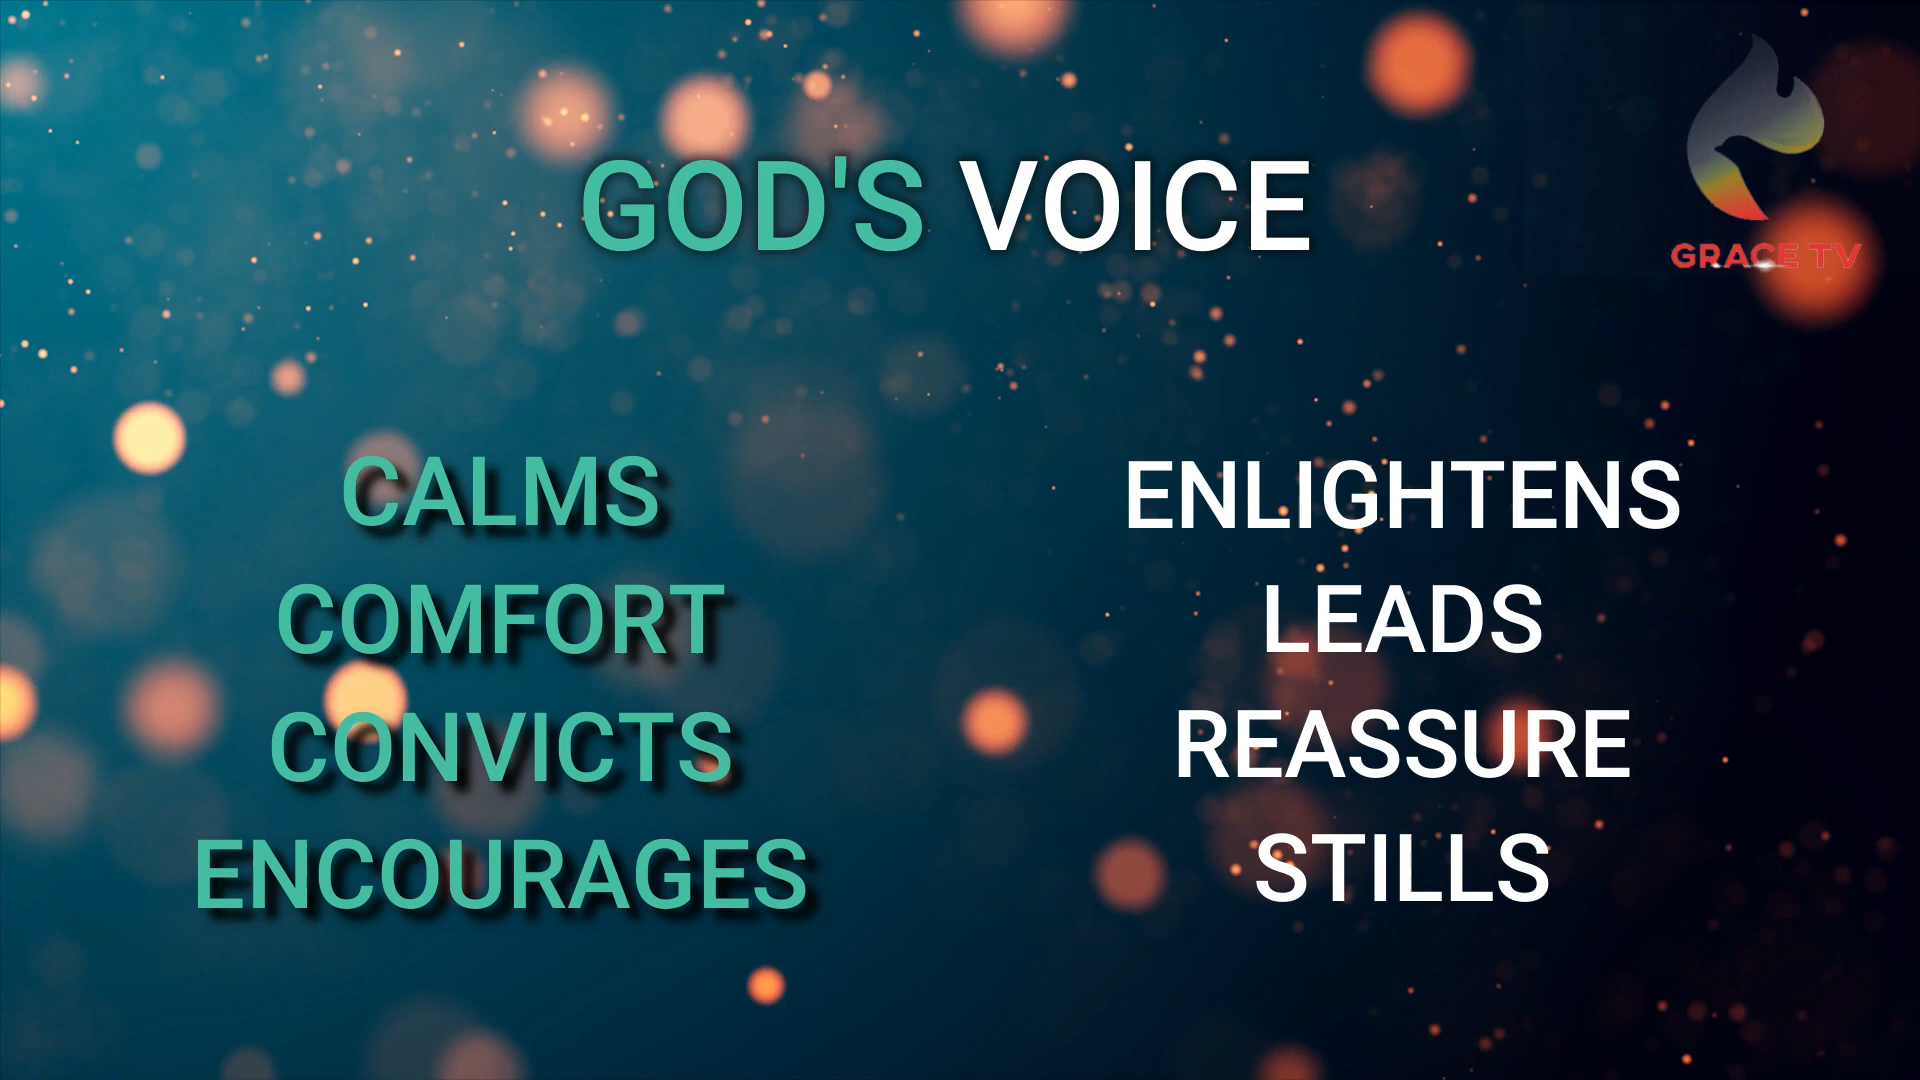 GOD'S VOICE
GRACE TV
CALMS
COMFORT
CONVICTS
ENCOURAGES
ENLIGHTENS
LEADS
REASSURE
STILLS